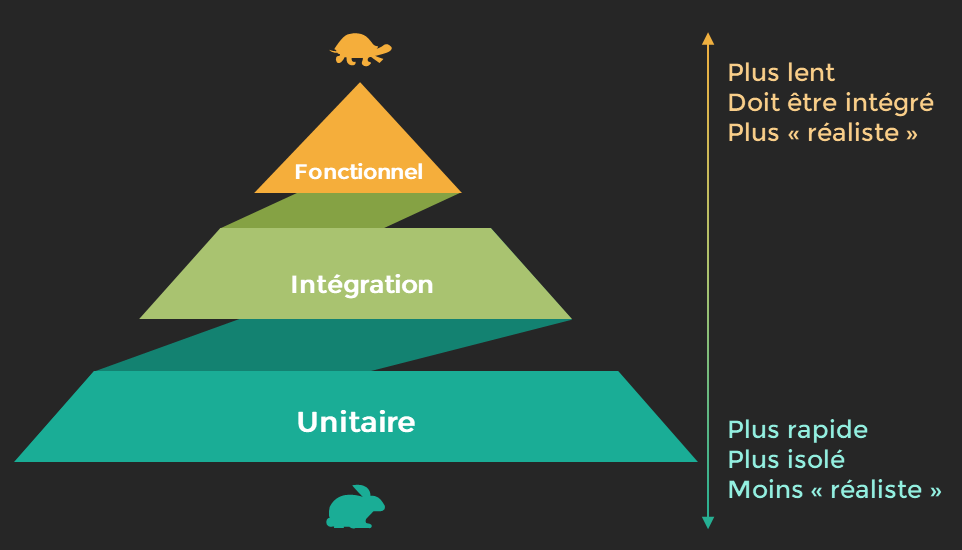 Fonctionnel
Intégration
Unitaire
Plus lent
Doit être intégré
Plus « réaliste »
Plus rapide
Plus isolé
Moins « réaliste »